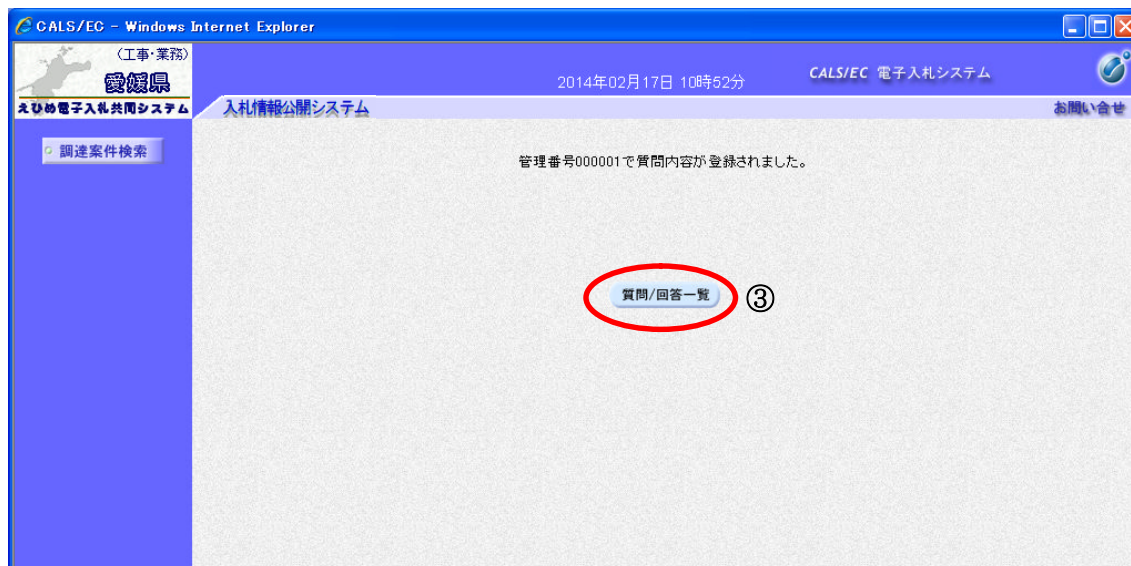 CALS/EC - Windows Internet Explorer
(工事・業務)
愛媛県
2014年02月17日 10時52分
CALS/EC 電子入札システム
えひめ電子入札共同システム
入札情報公開システム
お問い合せ
調達案件検索
管理番号000001で質問内容が登録されました。
質問/回答一覧
③